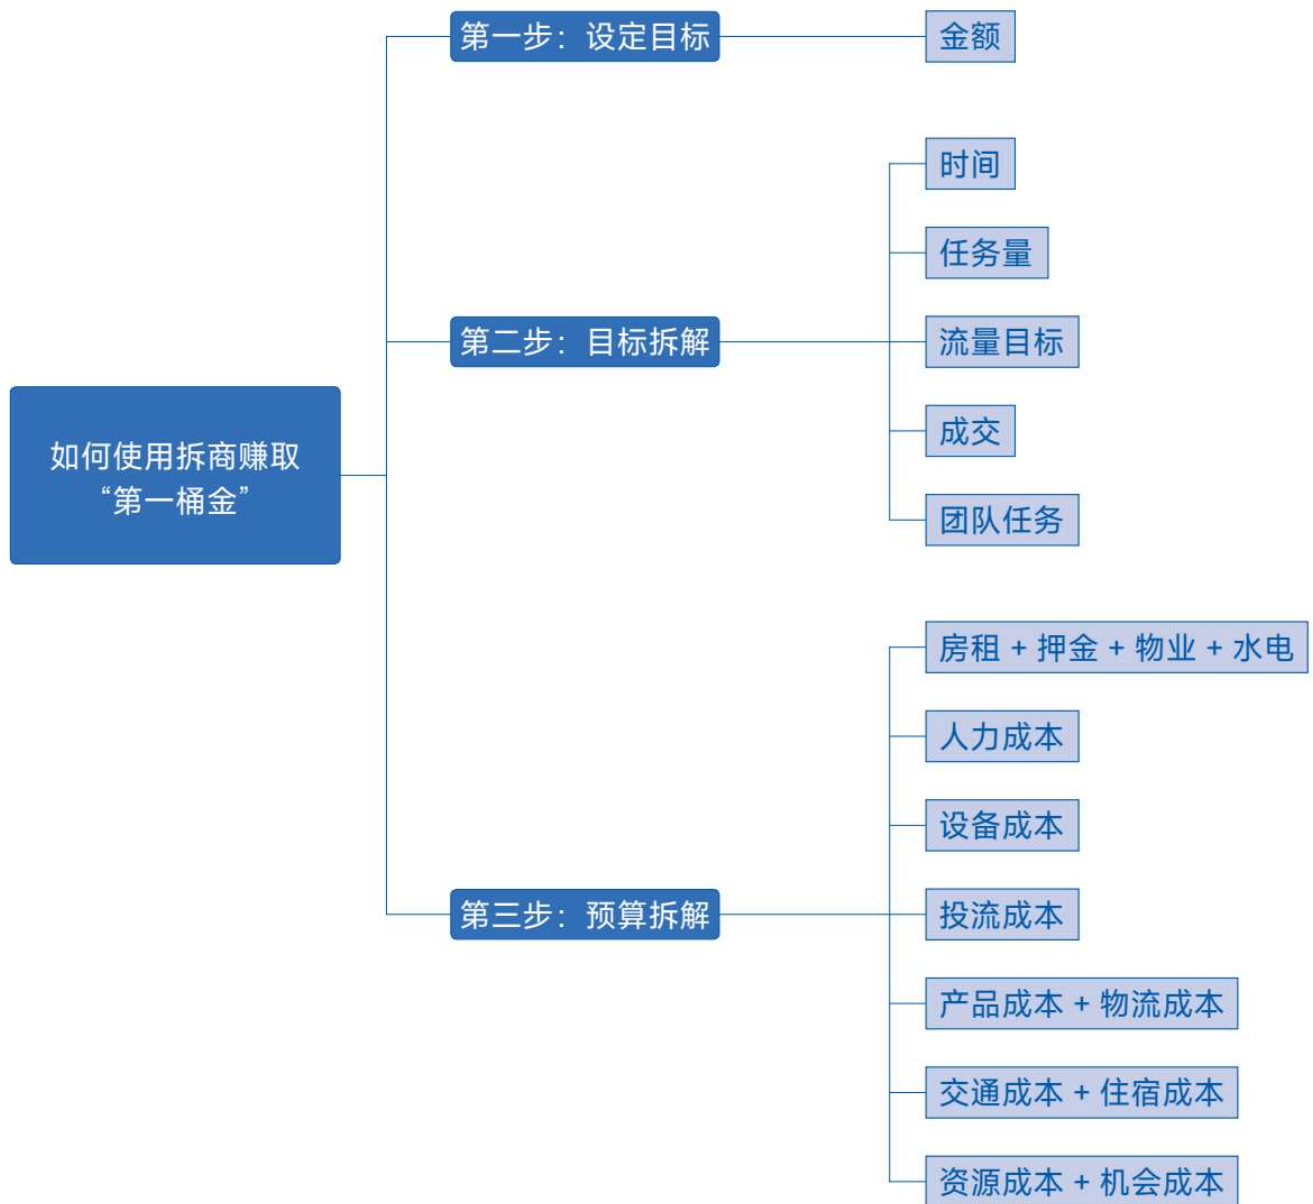 如何使用拆商赚取
“第一桶金”
第一步：设定目标
金额
第二步：目标拆解
时间
任务量
流量目标
成交
团队任务
第三步：预算拆解
房租 + 押金 + 物业 + 水电
人力成本
设备成本
投流成本
产品成本 + 物流成本
交通成本 + 住宿成本
资源成本 + 机会成本